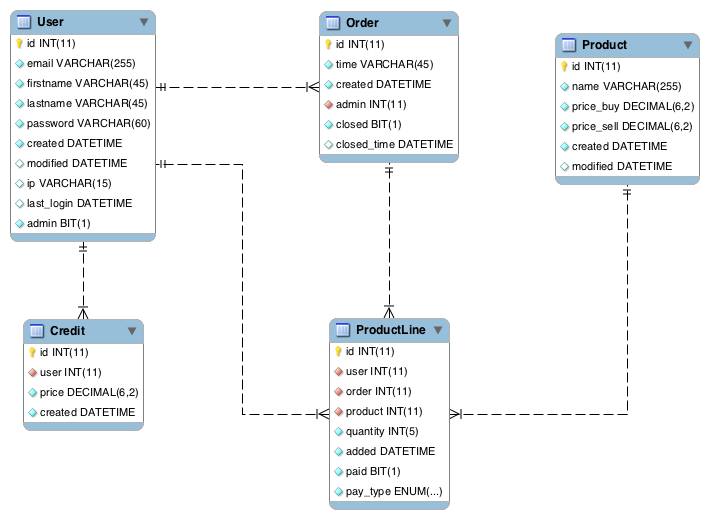 User
id INT(11)
email VARCHAR(255)
firstname VARCHAR(45)
lastname VARCHAR(45)
password VARCHAR(60)
created DATETIME
modified DATETIME
ip VARCHAR(15)
last_login DATETIME
admin BIT(1)
Order
id INT(11)
time VARCHAR(45)
created DATETIME
admin INT(11)
closed BIT(1)
closed_time DATETIME
Product
id INT(11)
name VARCHAR(255)
price_buy DECIMAL(6,2)
price_sell DECIMAL(6,2)
created DATETIME
modified DATETIME
Credit
id INT(11)
user INT(11)
price DECIMAL(6,2)
created DATETIME
ProductLine
id INT(11)
user INT(11)
order INT(11)
product INT(11)
quantity INT(5)
added DATETIME
paid BIT(1)
pay_type ENUM(...)